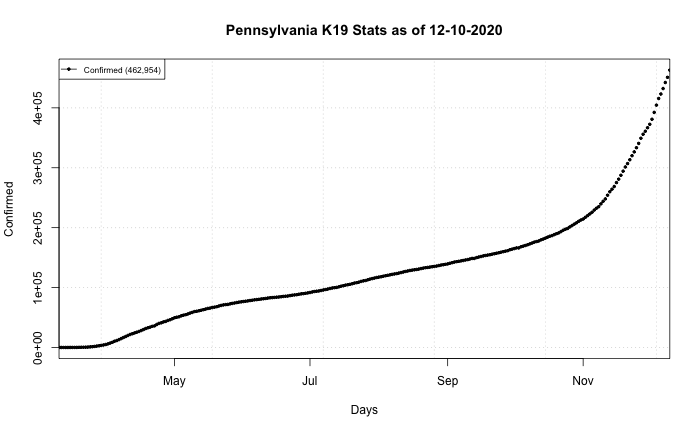 Pennsylvania K19 Stats as of 12-10-2020
Confirmed (462,954)
4e+05
3e+05
2e+05
1e+05
0e+00
Confirmed
May
Jul
Sep
Nov
Days